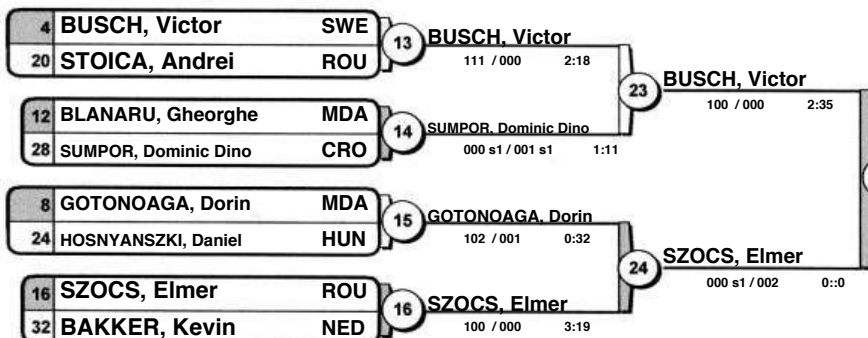 4 BUSCH, Victor SWE
20 STOICA, Andrei ROU
13
BUSCH, Victor
111 / 000 2:18
12 BLANARU, Gheorghe MDA
28 SUMPOR, Dominic Dino CRO
14
SUMPOR, Dominic Dino
000 s1 / 001 s1 1:11
23
BUSCH, Victor
100 / 000 2:35
8 GOTONOAGA, Dorin MDA
24 HOSNYANSZKI, Daniel HUN
15
GOTONOAGA, Dorin
102 / 001 0:32
16 SZOCS, Elmer ROU
32 BAKKER, Kevin NED
16
SZOCS, Elmer
100 / 000 3:19
24
SZOCS, Elmer
000 s1 / 002 0::0